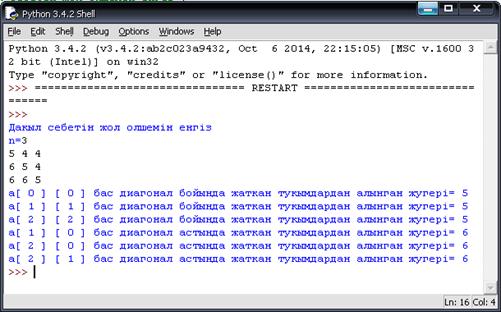 Python 3.4.2 Shell
File Edit Shell Debug Options Windows Help
Python 3.4.2 (v3.4.2:ab2c023a9432, Oct  6 2014, 22:15:05) [MSC v.1600 3
2 bit (Intel)] on win32
Type "copyright", "credits" or "license()" for more information.
>>> ================================ RESTART ================================
>>>
Дакыл себетін жол олшемін енгіз
n=3
5 4 4
6 5 4
6 6 5
a[ 0 ] [ 0 ] бас диагонал бойында жаткан тукымдардан алынган жугері= 5
a[ 1 ] [ 1 ] бас диагонал бойында жаткан тукымдардан алынган жугері= 5
a[ 2 ] [ 2 ] бас диагонал бойында жаткан тукымдардан алынган жугері= 5
a[ 1 ] [ 0 ] бас диагонал астында жаткан тукымдардан алынган жугері= 6
a[ 2 ] [ 0 ] бас диагонал астында жаткан тукымдардан алынган жугері= 6
a[ 2 ] [ 1 ] бас диагонал астында жаткан тукымдардан алынган жугері= 6
>>>
Ln: 16 Col: 4